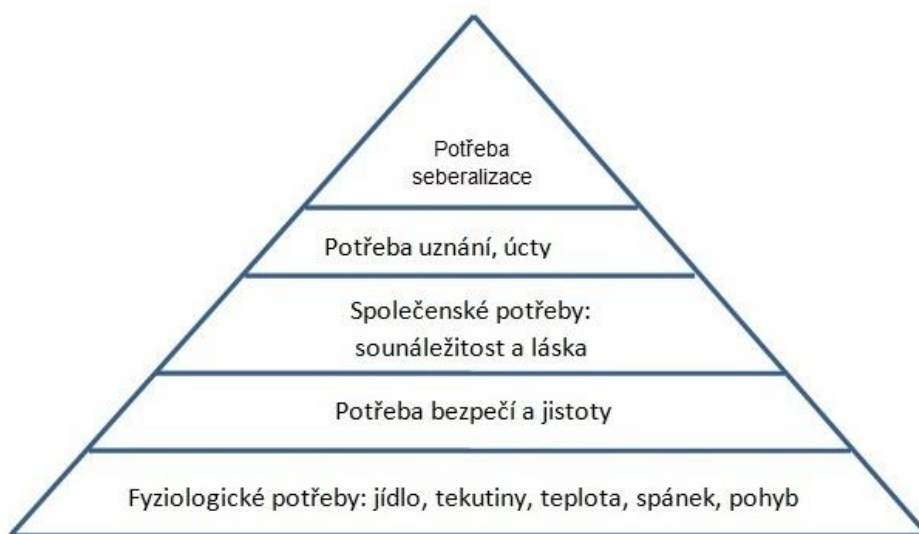 Potřeba
seberalizace
Potřeba uznání, úcty
Společenské potřeby:
sounáležitost a láska
Potřeba bezpečí a jistoty
Fyziologické potřeby: jídlo, tekutiny, teplota, spánek, pohyb